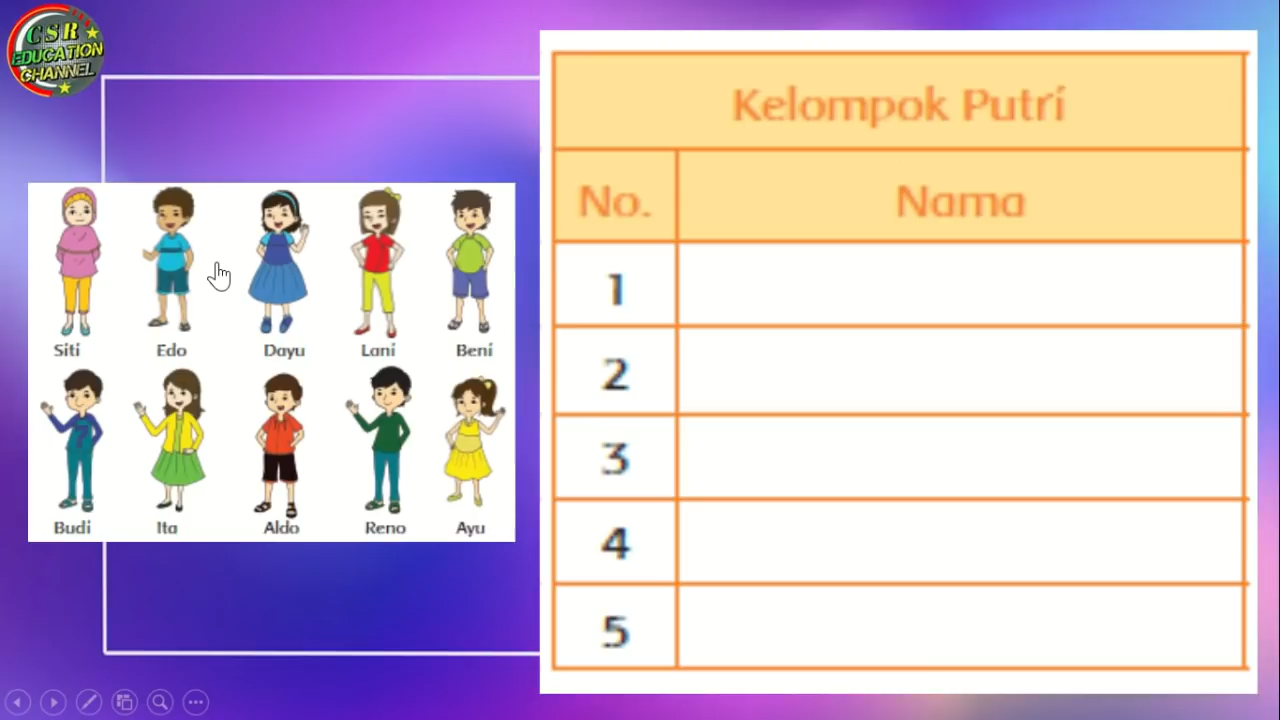 CSR
EDUCATION
CHANNEL
Siti
Edo
Dayu
Lani
Beni
Budi
Ita
Aldo
Reno
Ayu
Kelompok Putri
No.
Nama
1
2
3
4
5